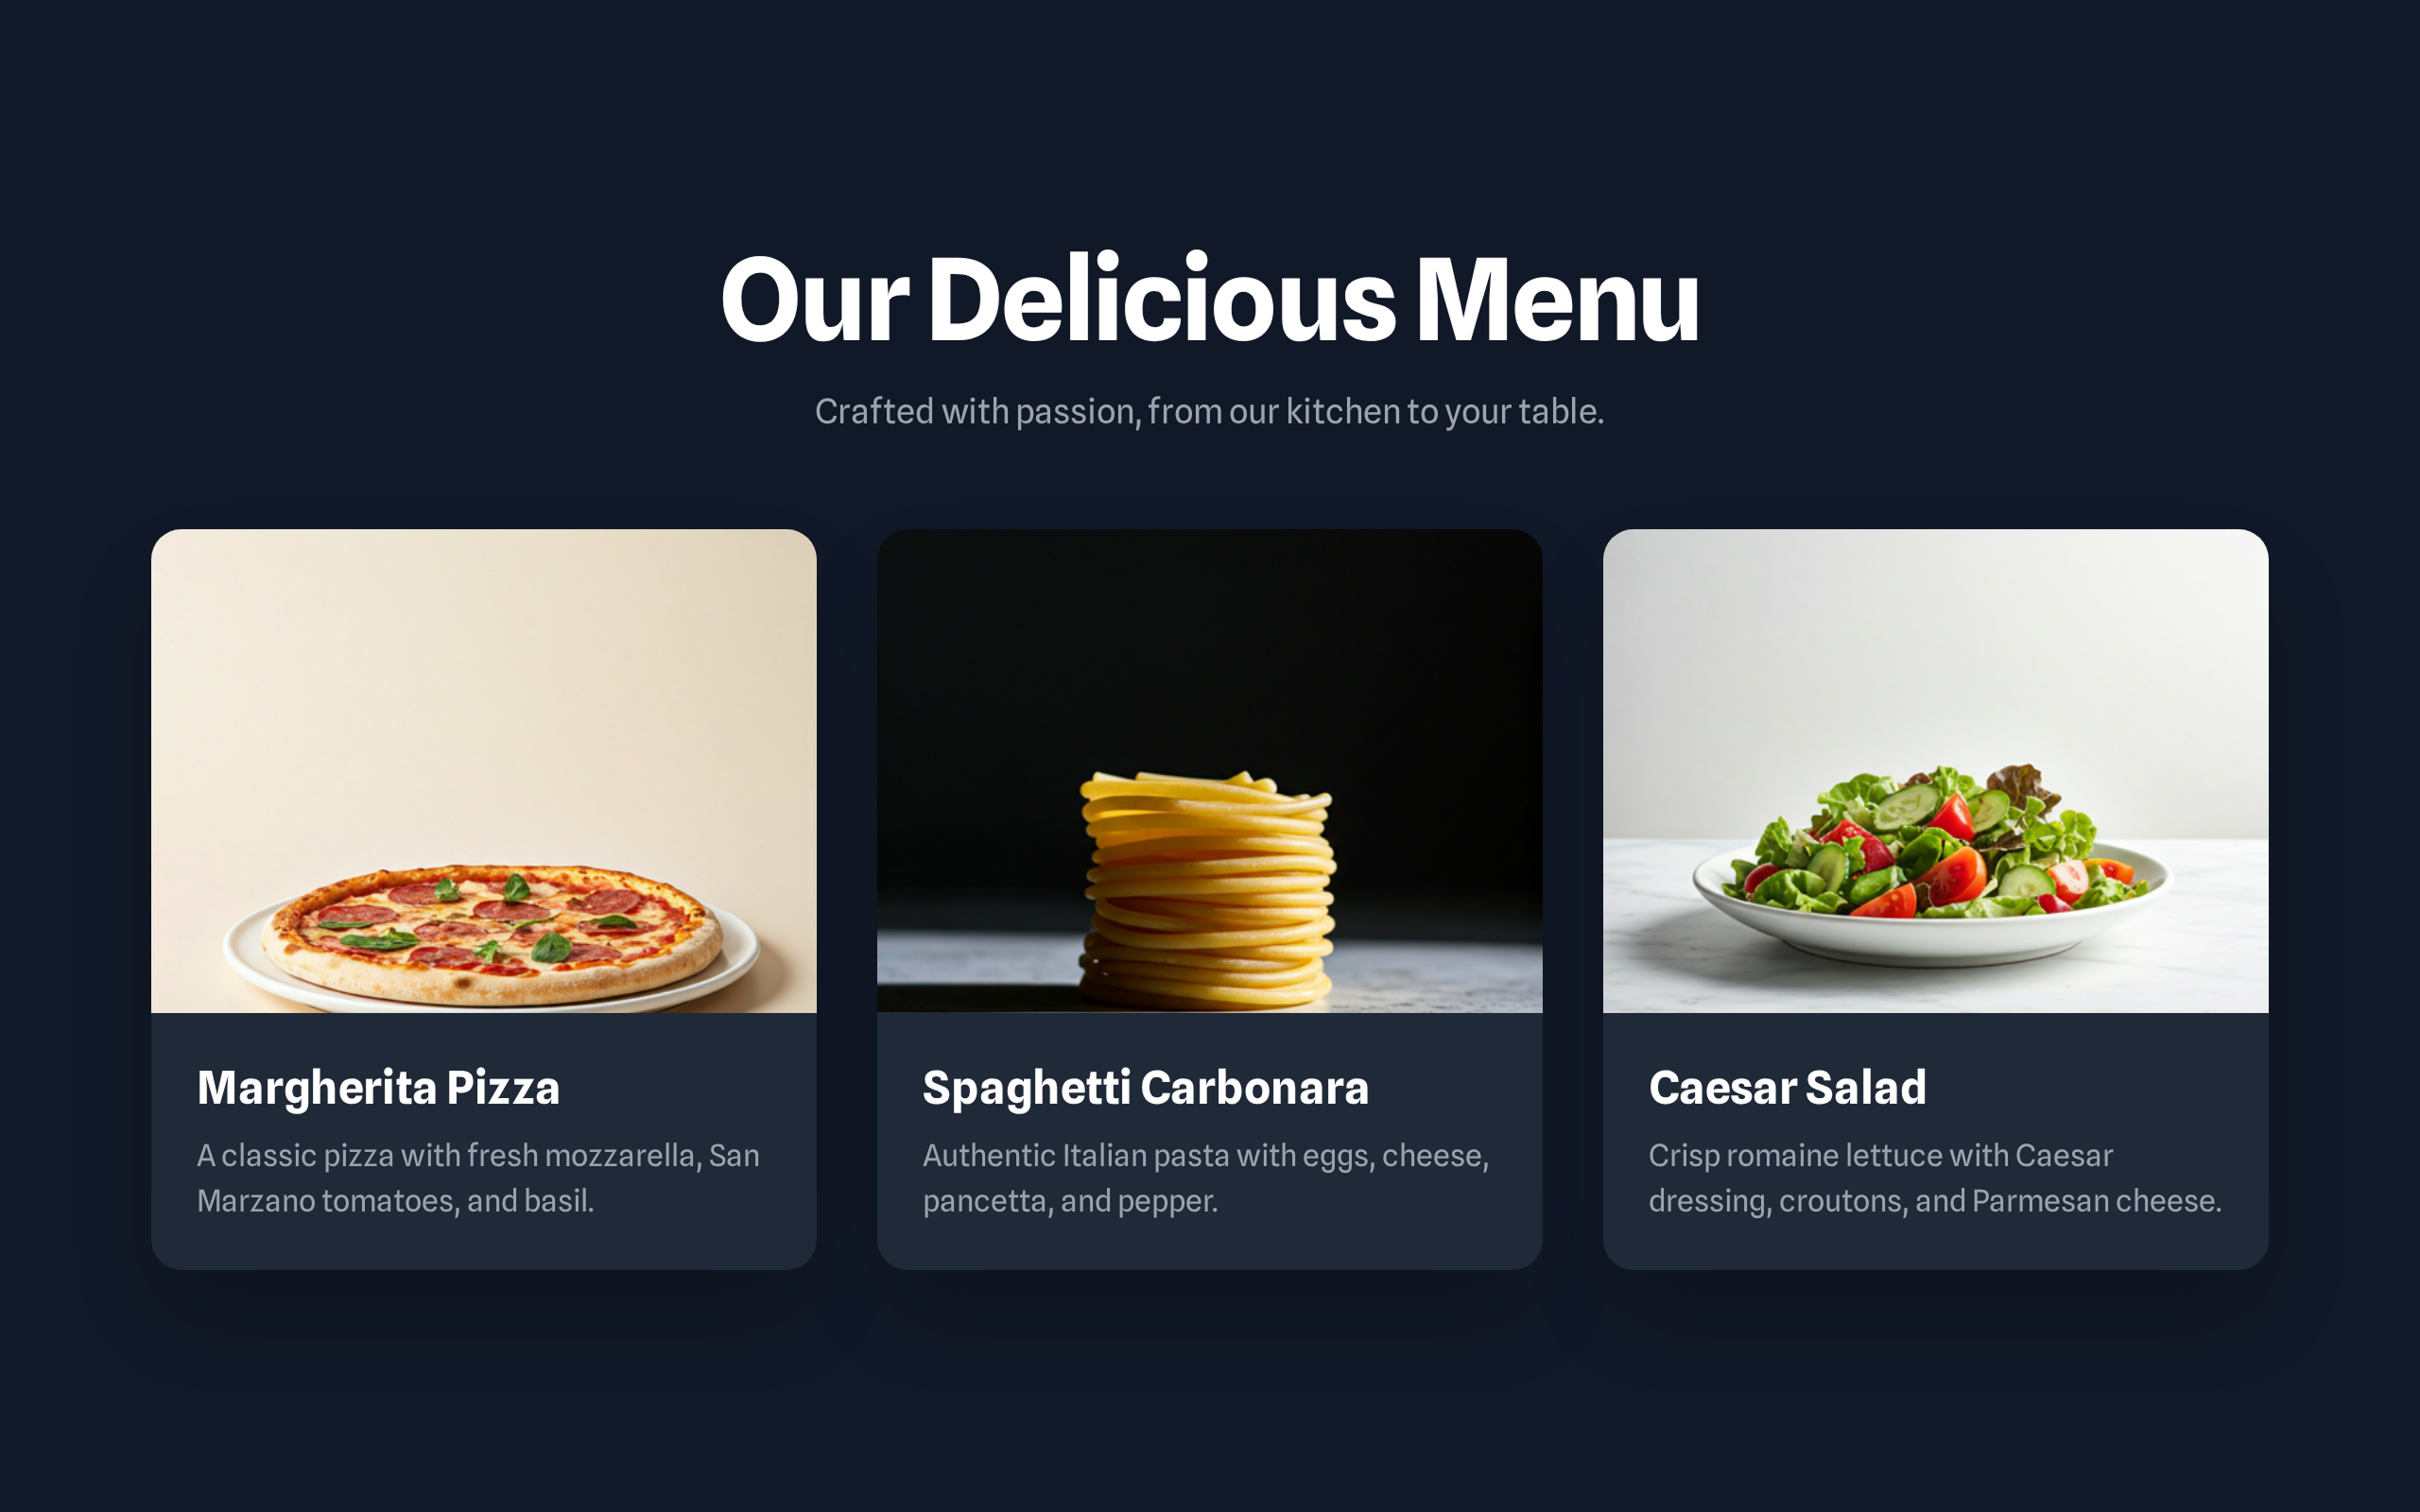 Our Delicious Menu
Crafted with passion, from our kitchen to your table.
Margherita Pizza
A classic pizza with fresh mozzarella, San
Marzano tomatoes, and basil.
Spaghetti Carbonara
Authentic Italian pasta with eggs, cheese,
pancetta, and pepper.
Caesar Salad
Crisp romaine lettuce with Caesar
dressing, croutons, and Parmesan cheese.